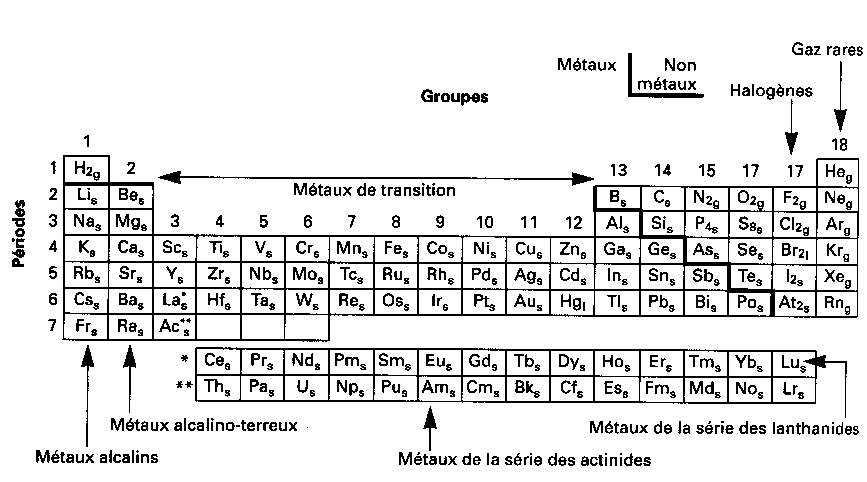 Gaz rares
Métaux Non métaux
Halogènes
Groupes
Périodes
1 18
1 H2g 2 13 14 15 17 17 Heg
Métaux de transition
2 Lis Bes Bs Cs N2g O2g F2g Neg
3 Nas Mgs 3 4 5 6 7 8 9 10 11 12 Als Sis P4s S8s Cl2g Arg
4 Ks Cas Scs Tis Vs Crs Mns Fes Cos Nis Cus Zns Gas Ges Ass Ses Br2l Krg
5 Rbs Srs Ys Zrs Nbs Mos Tcs Rus Rhs Pds Ags Cds Ins Sns Sbs Tes I2s Xeg
6 Css Bas Las* Hfs Tas Ws Res Oss Irs Pts Aus Hgl Tls Pbs Bis Pos At2s Rng
7 Frs Ras Acs**
* Ces Prs Nds Pms Sms Eus Gds Tbs Dys Hos Ers Tms Ybs Lus
** Ths Pas Us Nps Pus Ams Cms Bks Cfs Ess Fms Mds Nos Lrs
Métaux alcalino-terreux
Métaux de la série des lanthanides
Métaux alcalins
Métaux de la série des actinides